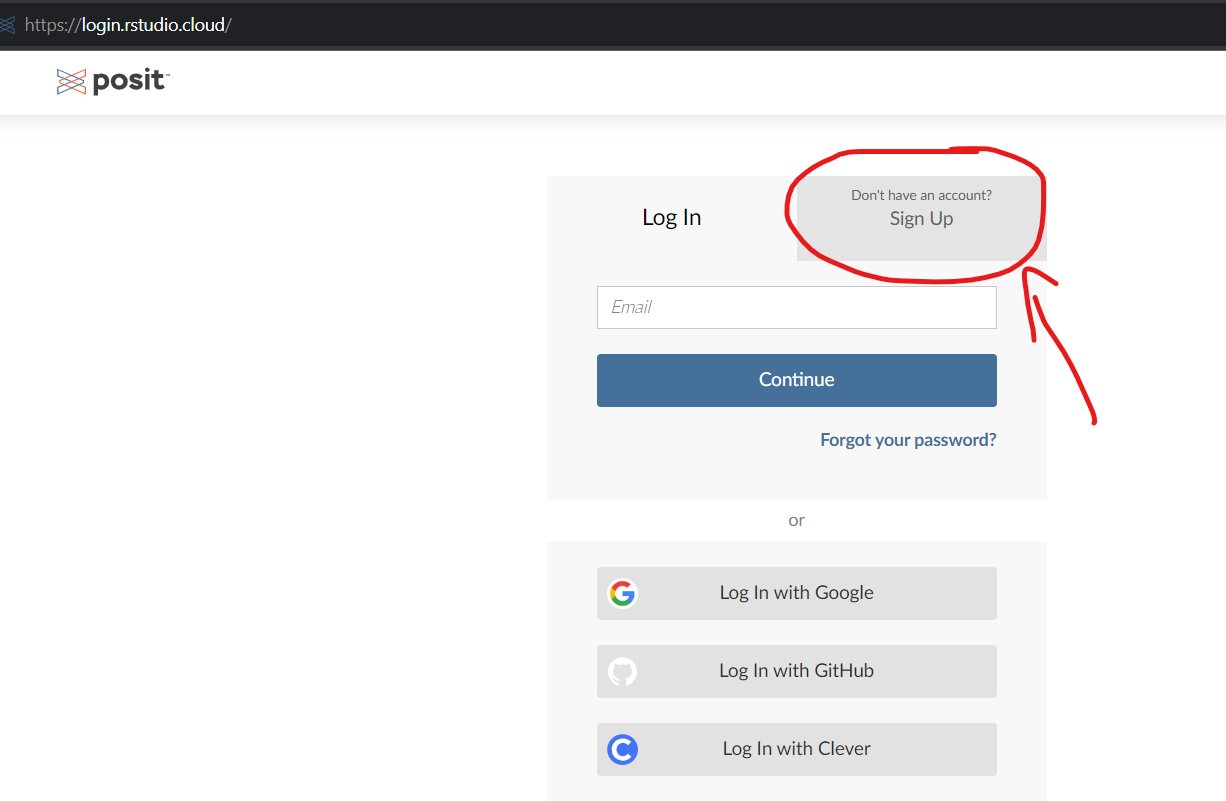 https://login.rstudio.cloud/
posit™
Don't have an account?
Log In
Sign Up
Email
Continue
Forgot your password?
or
Log In with Google
Log In with GitHub
Log In with Clever